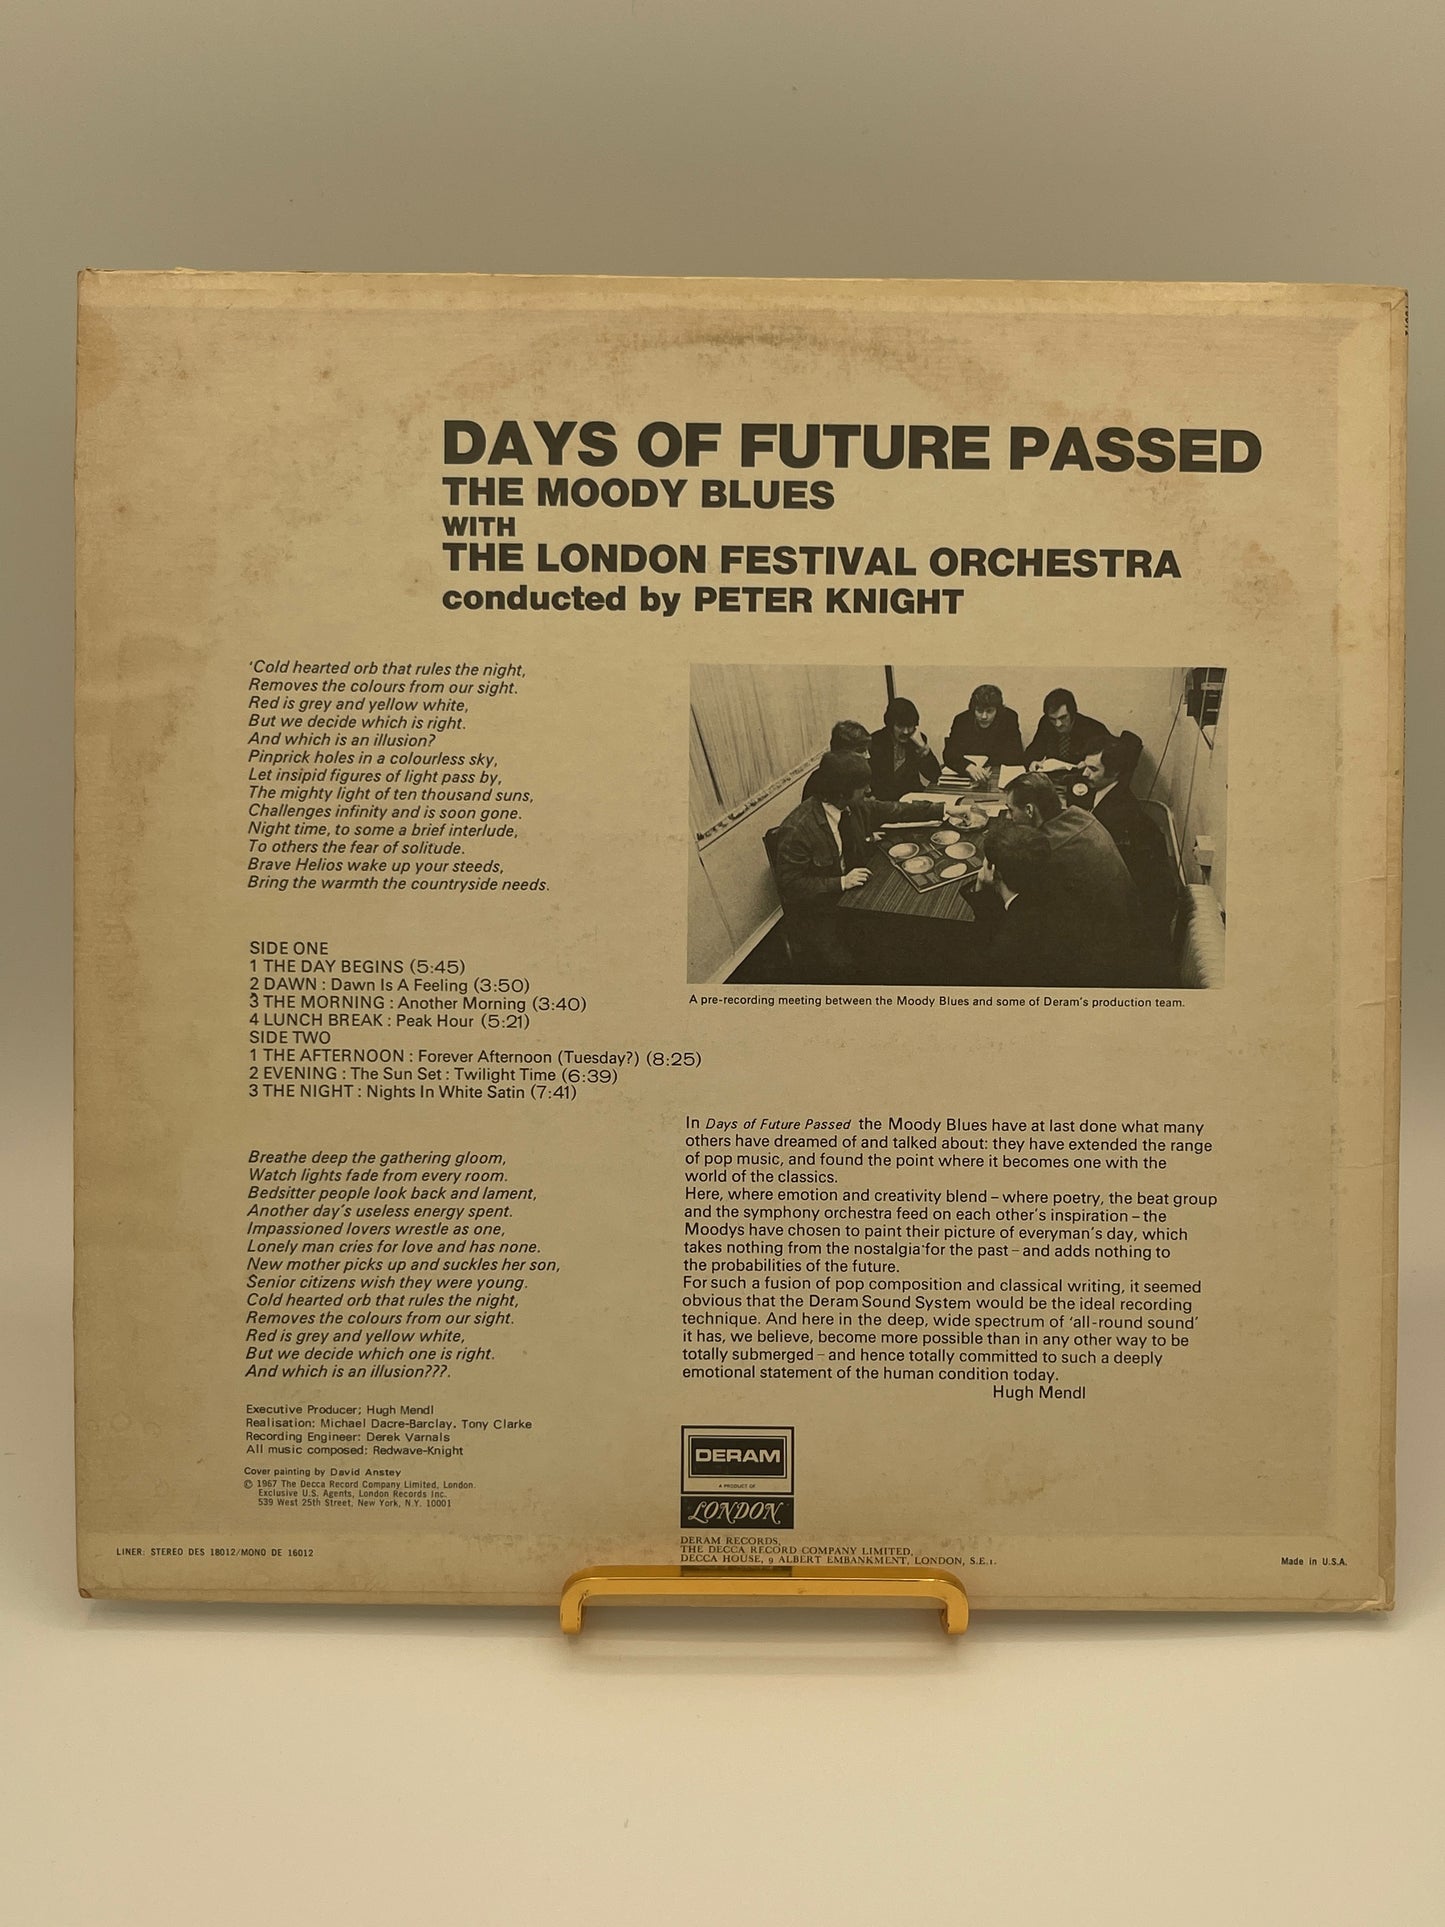 DAYS OF FUTURE PASSED
THE MOODY BLUES
WITH
THE LONDON FESTIVAL ORCHESTRA
conducted by PETER KNIGHT
'Cold hearted orb that rules the night,
Removes the colours from our sight.
Red is grey and yellow white,
But we decide which is right.
And which is an illusion?
Pinprick holes in a colourless sky,
Let insipid figures of light pass by,
The mighty light of ten thousand suns,
Challenges infinity and is soon gone.
Night time, to some a brief interlude,
To others the fear of solitude.
Brave Helios wake up your steeds,
Bring the warmth the countryside needs.
A pre-recording meeting between the Moody Blues and some of Deram's production team.
SIDE ONE
1 THE DAY BEGINS (5:45)
2 DAWN : Dawn Is A Feeling (3:50)
3 THE MORNING : Another Morning (3:40)
4 LUNCH BREAK : Peak Hour (5:21)
SIDE TWO
1 THE AFTERNOON : Forever Afternoon (Tuesday?) (8:25)
2 EVENING : The Sun Set : Twilight Time (6:39)
3 THE NIGHT : Nights In White Satin (7:41)
Breathe deep the gathering gloom,
Watch lights fade from every room.
Bedsitter people look back and lament,
Another day's useless energy spent.
Impassioned lovers wrestle as one,
Lonely man cries for love and has none.
New mother picks up and suckles her son,
Senior citizens wish they were young.
Cold hearted orb that rules the night,
Removes the colours from our sight.
Red is grey and yellow white,
But we decide which one is right.
And which is an illusion???.
In Days of Future Passed the Moody Blues have at last done what many
others have dreamed of and talked about: they have extended the range
of pop music, and found the point where it becomes one with the
world of the classics.
Here, where emotion and creativity blend – where poetry, the beat group
and the symphony orchestra feed on each other's inspiration – the
Moodys have chosen to paint their picture of everyman's day, which
takes nothing from the nostalgia for the past – and adds nothing to
the probabilities of the future.
For such a fusion of pop composition and classical writing, it seemed
obvious that the Deram Sound System would be the ideal recording
technique. And here in the deep, wide spectrum of 'all-round sound'
it has, we believe, become more possible than in any other way to be
totally submerged – and hence totally committed to such a deeply
emotional statement of the human condition today.
Hugh Mendl
Executive Producer; Hugh Mendl
Realisation: Michael Dacre-Barclay, Tony Clarke
Recording Engineer: Derek Varnals
All music composed: Redwave-Knight
Cover painting by David Anstey
© 1967 The Decca Record Company Limited, London.
Exclusive U.S. Agents, London Records Inc.
539 West 25th Street, New York, N.Y. 10001
DERAM
A PRODUCT OF
LONDON
DERAM RECORDS,
THE DECCA RECORD COMPANY LIMITED,
DECCA HOUSE, 9 ALBERT EMBANKMENT, LONDON, S.E.1.
LINER: STEREO DES 18012/MONO DE 16012
Made in U.S.A.